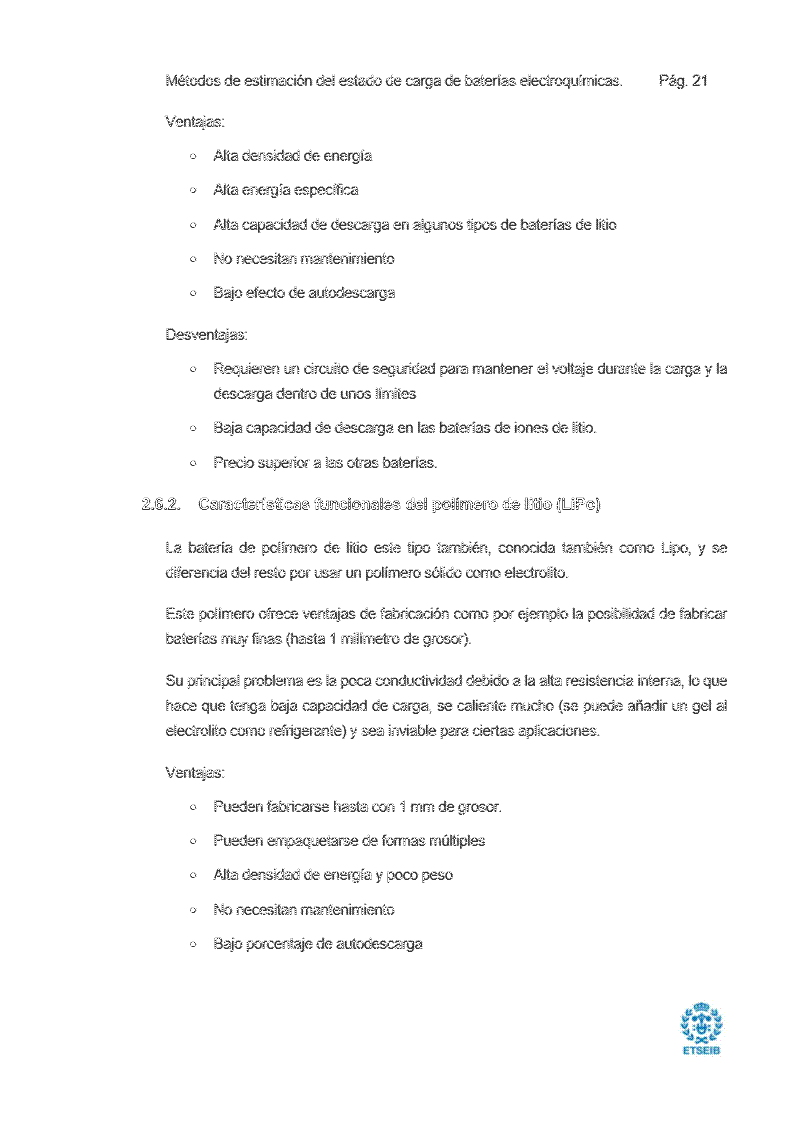 Métodos de estimación del estado de carga de baterías electroquímicas. Pág. 21
Ventajas:
o Alta densidad de energía
o Alta energía específica
o Alta capacidad de descarga en algunos tipos de baterías de litio
o No necesitan mantenimiento
o Bajo efecto de autodescarga
Desventajas:
o Requieren un circuito de seguridad para mantener el voltaje durante la carga y la
descarga dentro de unos límites
o Baja capacidad de descarga en las baterías de iones de litio.
o Precio superior a las otras baterías.
2.6.2. Características funcionales del polímero de litio (LiPo)
La batería de polímero de litio este tipo también, conocida también como Lipo, y se
diferencia del resto por usar un polímero sólido como electrolito.
Este polímero ofrece ventajas de fabricación como por ejemplo la posibilidad de fabricar
baterías muy finas (hasta 1 milímetro de grosor).
Su principal problema es la poca conductividad debido a la alta resistencia interna, lo que
hace que tenga baja capacidad de carga, se caliente mucho (se puede añadir un gel al
electrolito como refrigerante) y sea inviable para ciertas aplicaciones.
Ventajas:
o Pueden fabricarse hasta con 1 mm de grosor.
o Pueden empaquetarse de formas múltiples
o Alta densidad de energía y poco peso
o No necesitan mantenimiento
o Bajo porcentaje de autodescarga
ETSEIB